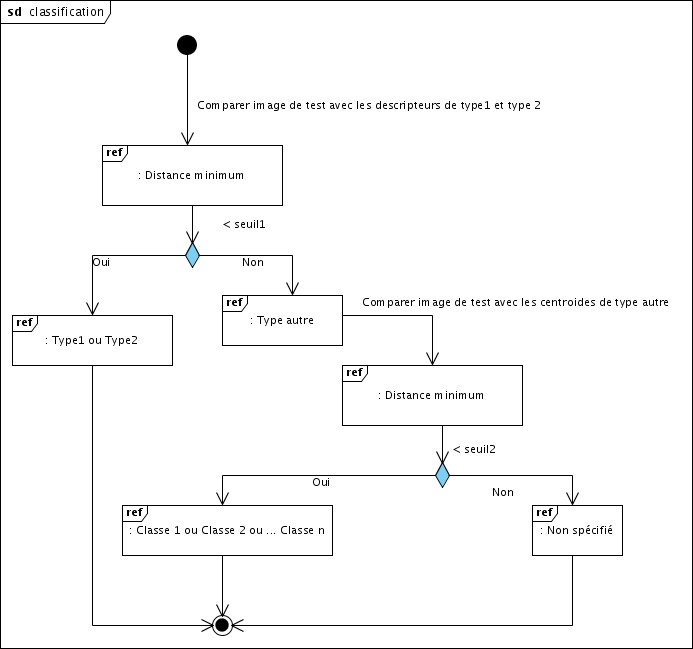 sd classification
Comparer image de test avec les descripteurs de type1 et type 2
ref
: Distance minimum
< seuil1
Oui
Non
ref
: Type autre
Comparer image de test avec les centroides de type autre
ref
: Type1 ou Type2
ref
: Distance minimum
< seuil2
Oui
Non
ref
: Classe 1 ou Classe 2 ou ... Classe n
ref
: Non spécifié